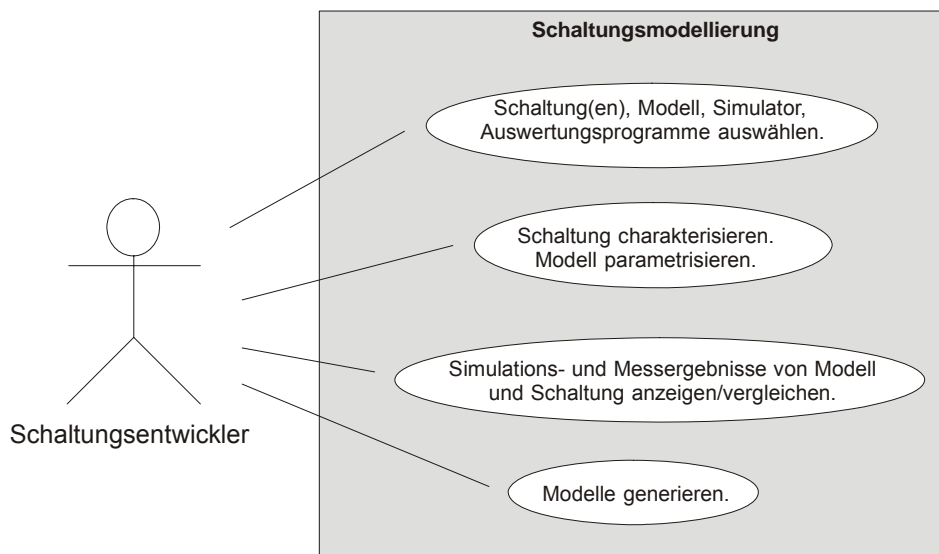 Schaltungsmodellierung
Schaltung(en), Modell, Simulator,
Auswertungsprogramme auswählen.
Schaltung charakterisieren.
Modell parametrisieren.
Simulations- und Messergebnisse von Modell
und Schaltung anzeigen/vergleichen.
Schaltungsentwickler
Modelle generieren.